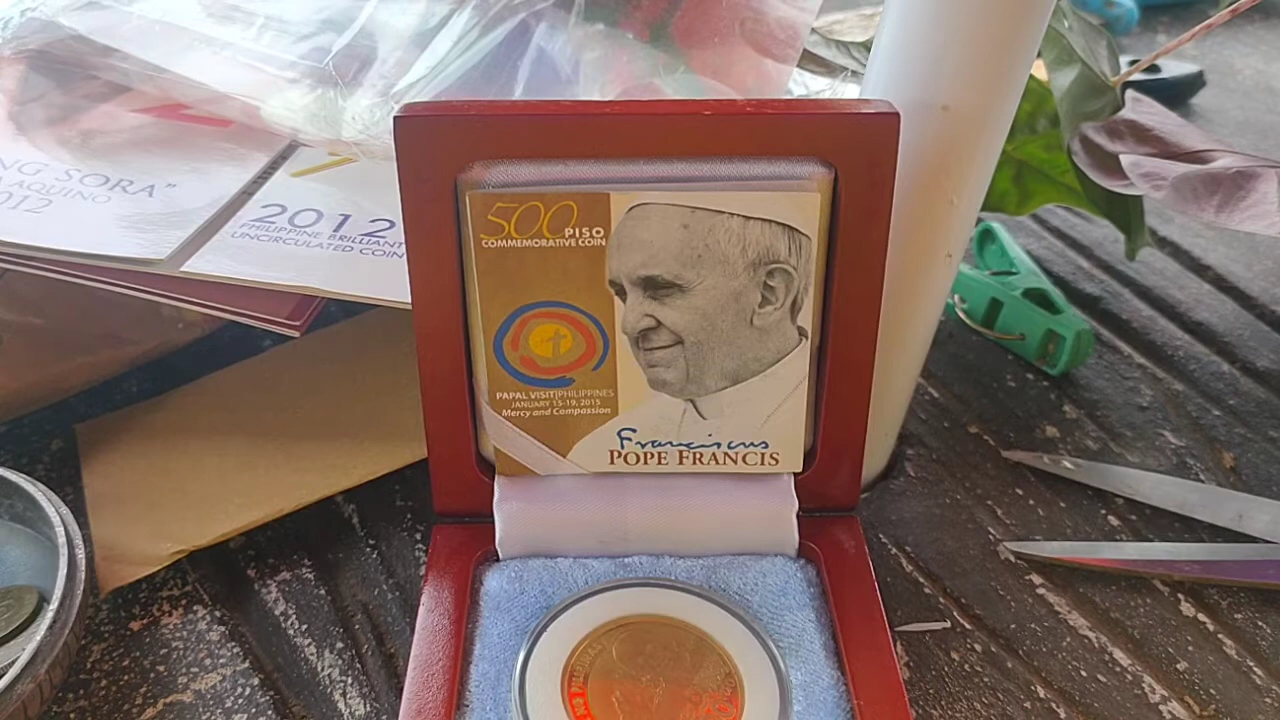 NG SORA”
AQUINO
2012
2012
PHILIPPINE BRILLIANT
UNCIRCULATED COIN
500 PISO
COMMEMORATIVE COIN
PAPAL VISIT|PHILIPPINES
JANUARY 15-19, 2015
Mercy and Compassion
Franciscus
POPE FRANCIS